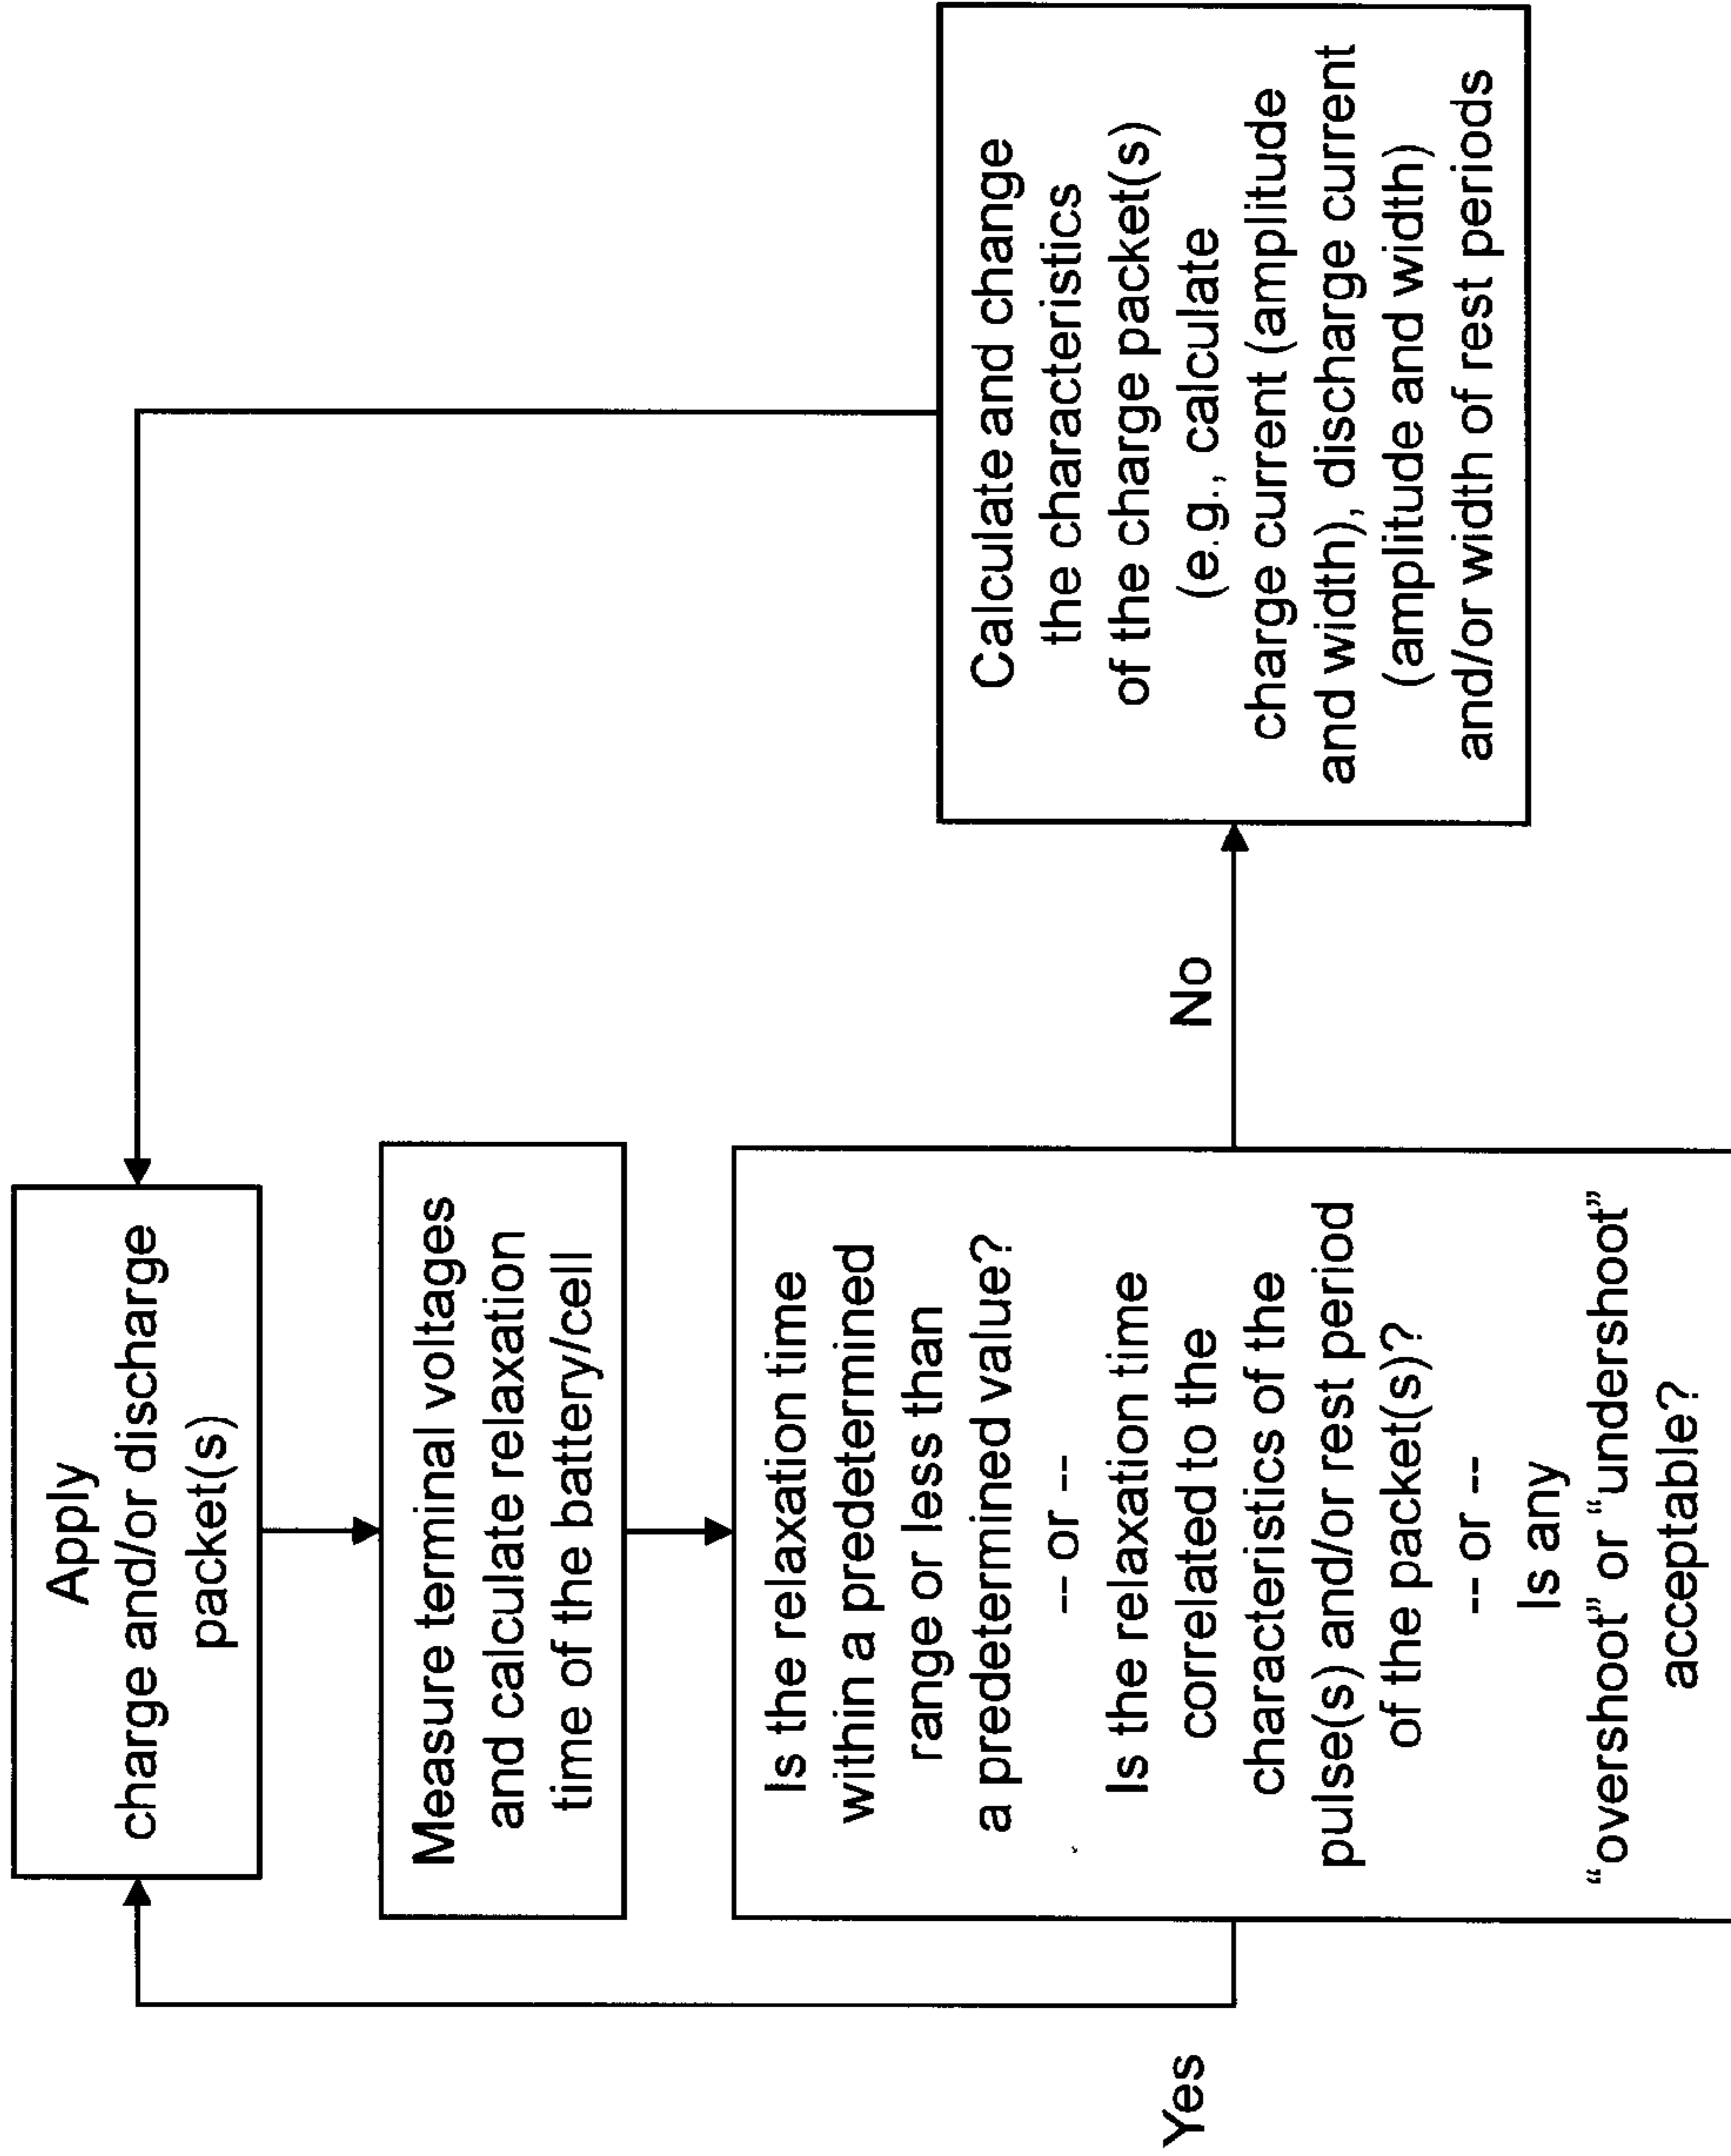 Apply
charge and/or discharge
packet(s)
Measure terminal voltages
and calculate relaxation
time of the battery/cell
Is the relaxation time
within a predetermined
range or less than
a predetermined value?
-- or --
Is the relaxation time
correlated to the
characteristics of the
pulse(s) and/or rest period
of the packet(s)?
-- or --
Is any
“overshoot” or “undershoot”
acceptable?
Yes
No
Calculate and change
the characteristics
of the charge packet(s)
(e.g., calculate
charge current (amplitude
and width), discharge current
(amplitude and width)
and/or width of rest periods